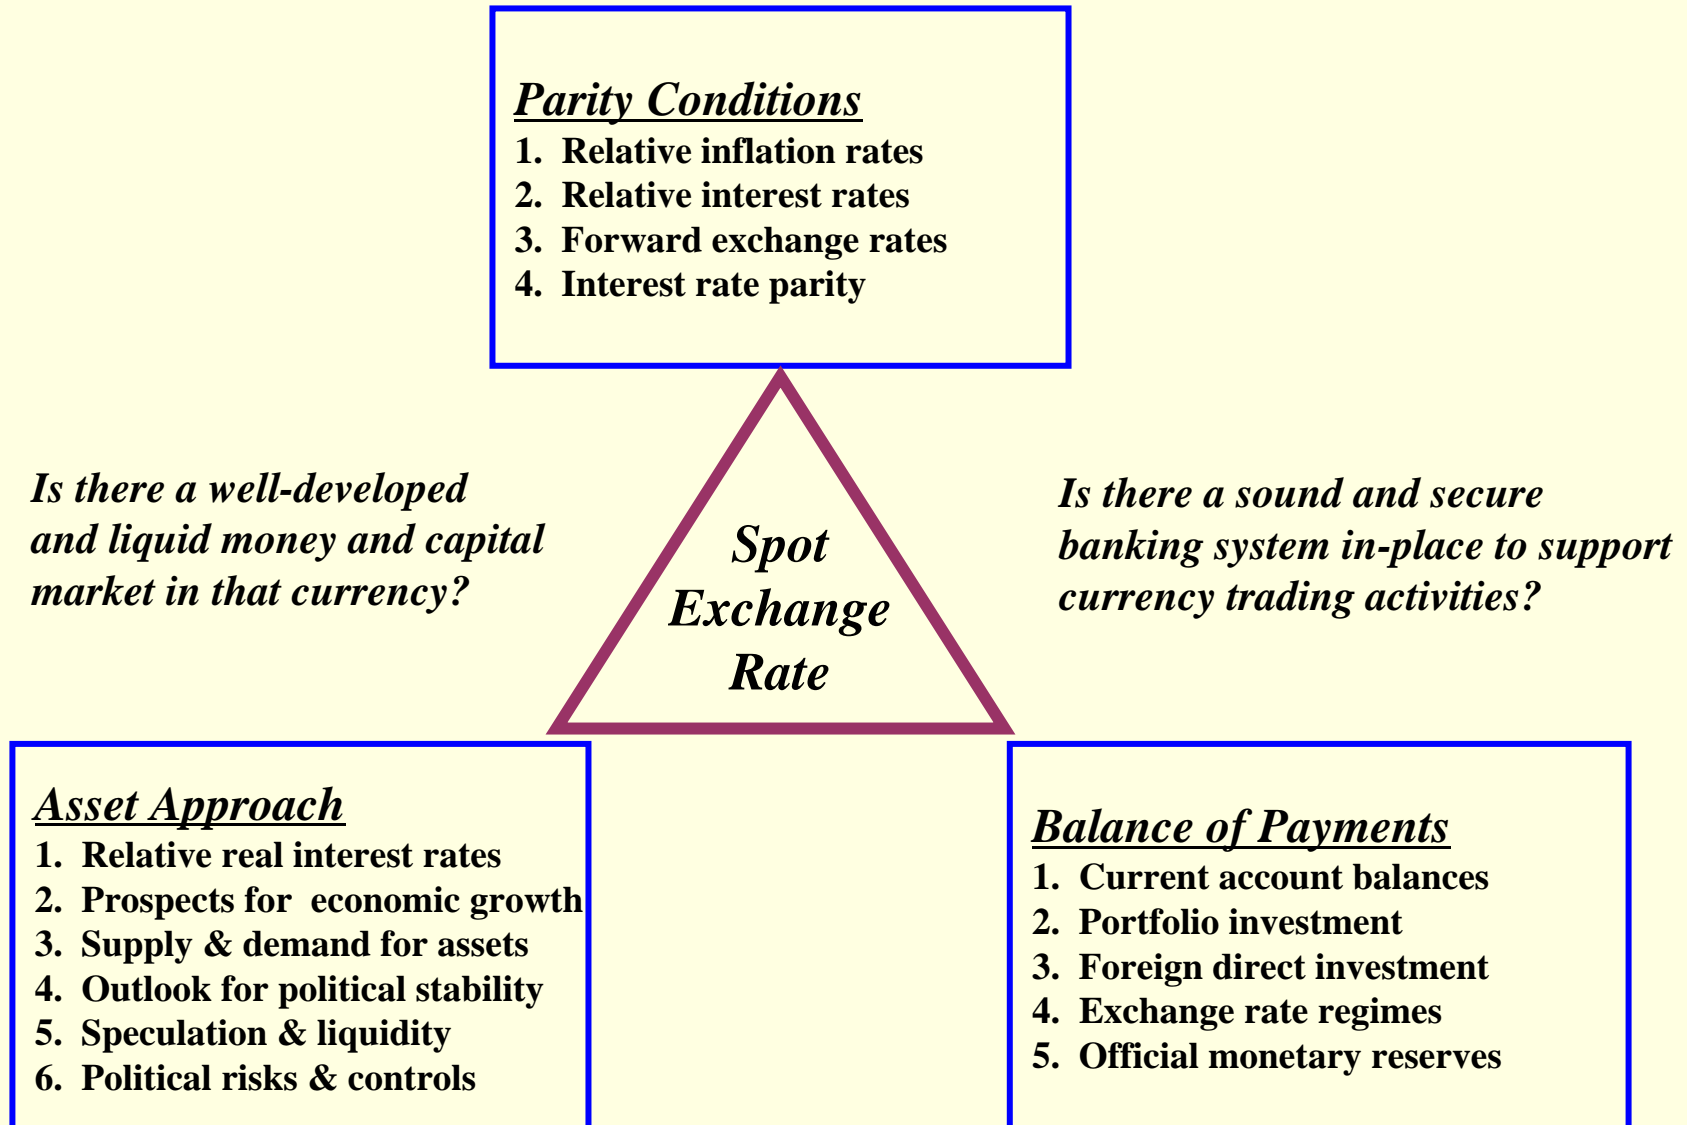 Parity Conditions
1. Relative inflation rates
2. Relative interest rates
3. Forward exchange rates
4. Interest rate parity
Is there a well-developed
and liquid money and capital
market in that currency?
Spot
Exchange
Rate
Is there a sound and secure
banking system in-place to support
currency trading activities?
Asset Approach
1. Relative real interest rates
2. Prospects for economic growth
3. Supply & demand for assets
4. Outlook for political stability
5. Speculation & liquidity
6. Political risks & controls
Balance of Payments
1. Current account balances
2. Portfolio investment
3. Foreign direct investment
4. Exchange rate regimes
5. Official monetary reserves